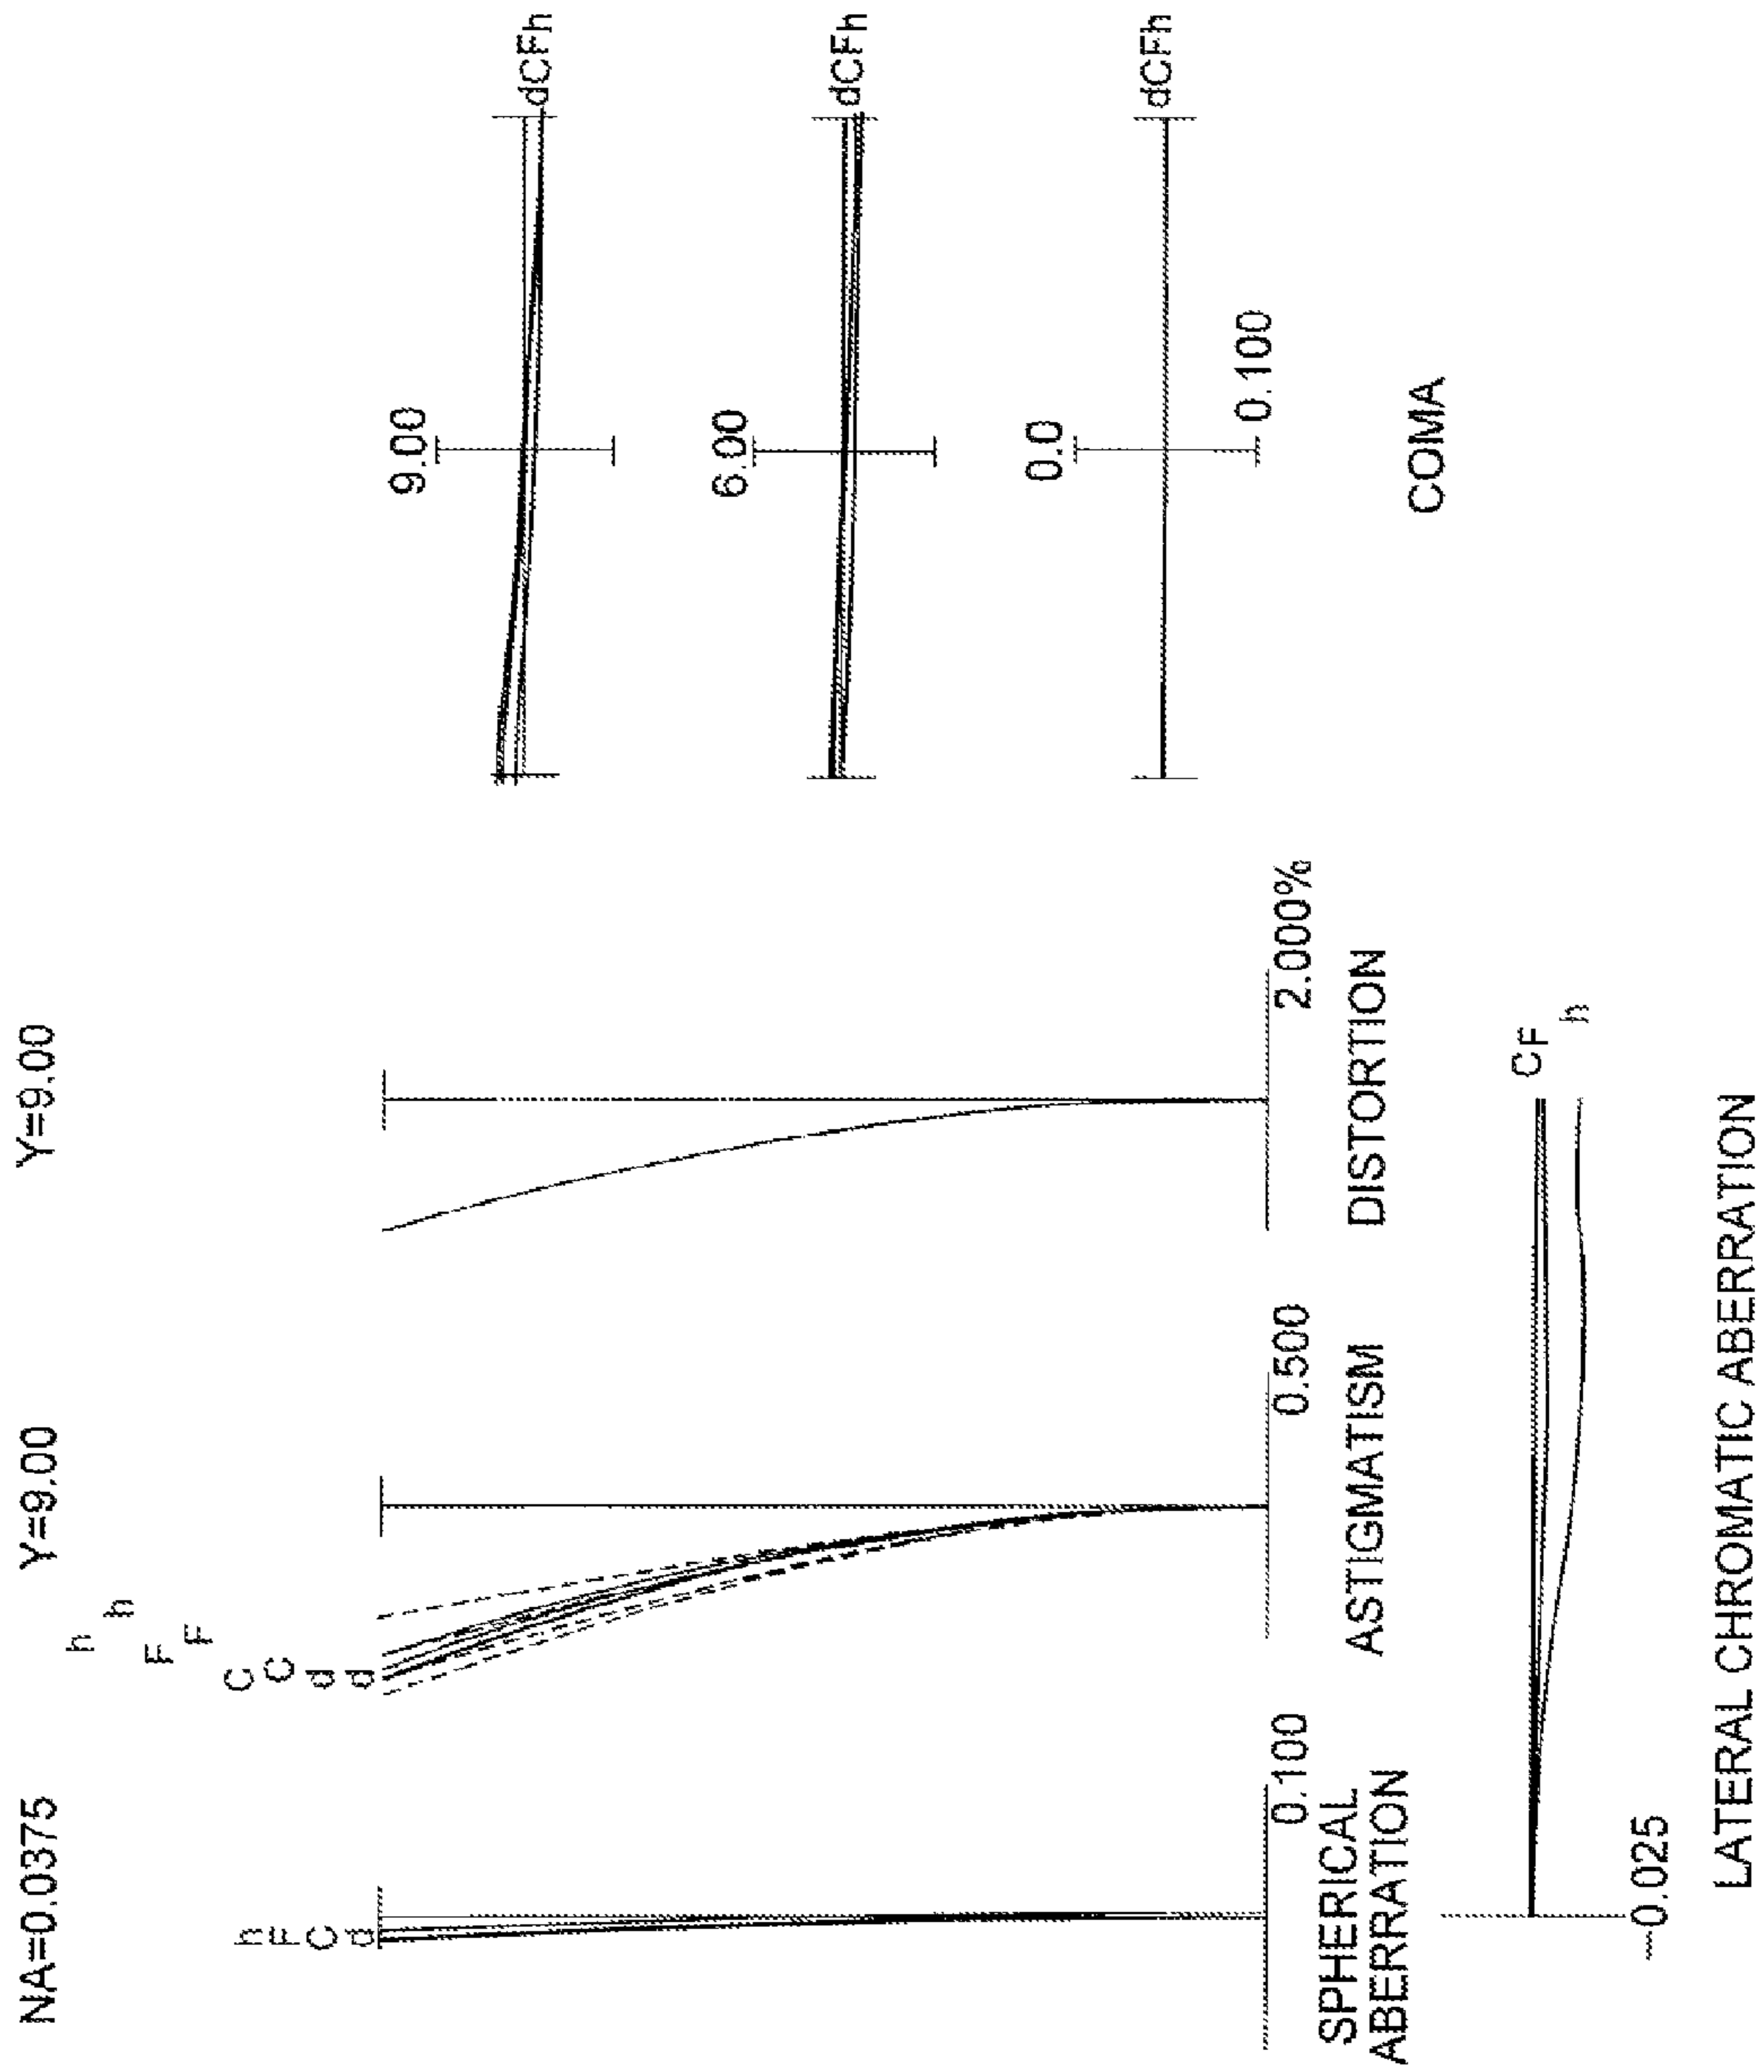 NA=0.0375
Y=9.00
Y=9.00
h
F
C
d
h
h
F
F
C
C
d
d
0.100
0.500
2.000%
SPHERICAL
ABERRATION
ASTIGMATISM
DISTORTION
9.00
dCFh
6.00
dCFh
0.0
dCFh
0.100
COMA
C
F
h
-0.025
LATERAL CHROMATIC ABERRATION